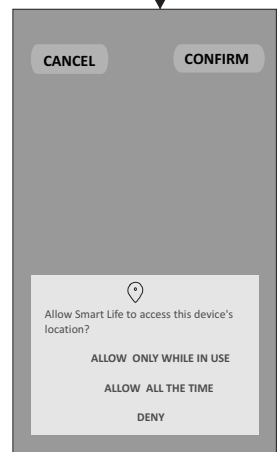 CANCEL
CONFIRM
Allow Smart Life to access this device's
location?
ALLOW ONLY WHILE IN USE
ALLOW ALL THE TIME
DENY